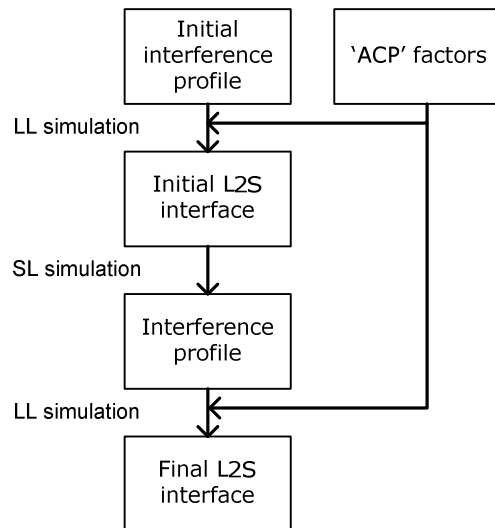 Initial
interference
profile
‘ACP’ factors
LL simulation
Initial L2S
interface
SL simulation
Interference
profile
LL simulation
Final L2S
interface